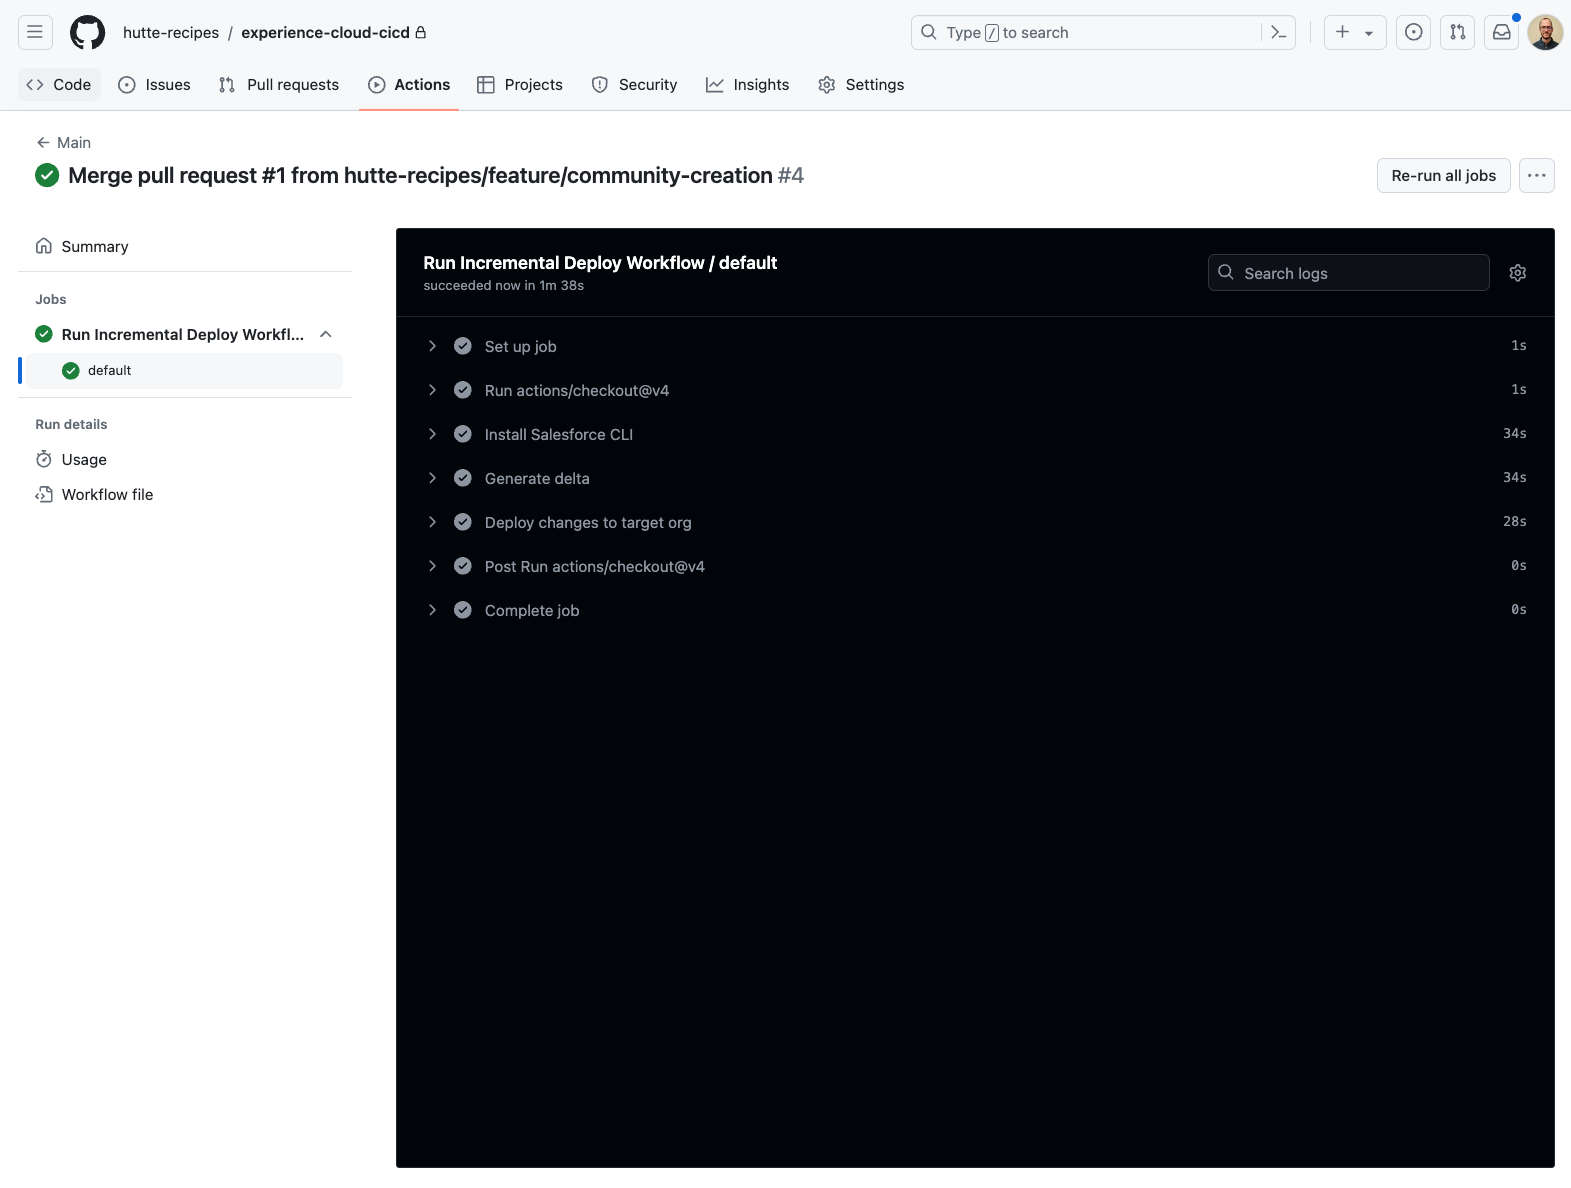 hutte-recipes / experience-cloud-cicd
Type / to search
Code
Issues
Pull requests
Actions
Projects
Security
Insights
Settings
← Main
Merge pull request #1 from hutte-recipes/feature/community-creation #4
Re-run all jobs
Summary
Jobs
Run Incremental Deploy Workfl...
default
Run details
Usage
Workflow file
Run Incremental Deploy Workflow / default
succeeded now in 1m 38s
Search logs
Set up job 1s
Run actions/checkout@v4 1s
Install Salesforce CLI 34s
Generate delta 34s
Deploy changes to target org 28s
Post Run actions/checkout@v4 0s
Complete job 0s